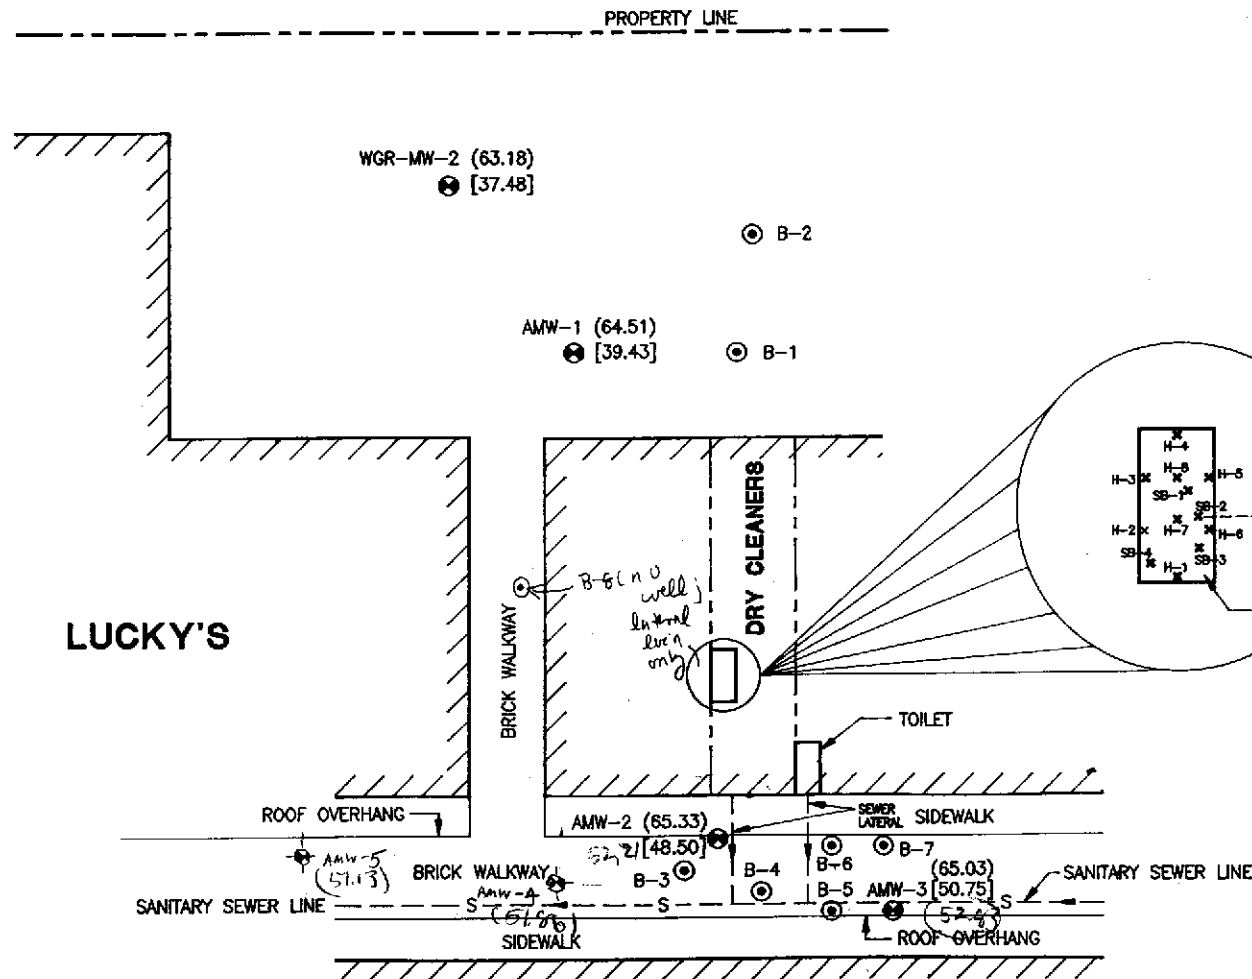 PROPERTY LINE
WGR-MW-2 (63.18)
[37.48]
B-2
AMW-1 (64.51)
[39.43]
B-1
H-4
H-8
H-3
H-5
SB-1
SB-2
H-2
H-7
H-6
SB-4
SB-3
H-1
DRY CLEANERS
B-8 (no
well;
only
LUCKY'S
BRICK WALKWAY
TOILET
ROOF OVERHANG
AMW-2 (65.33)
[48.50]
SEWER
LATERAL
SIDEWALK
AMW-5
(51.13)
BRICK WALKWAY
B-3
B-4
B-6
B-7
(65.03)
AMW-4
B-5
AMW-3 [50.75]
SANITARY SEWER LINE
SANITARY SEWER LINE
S
S
S
(51.86)
SIDEWALK
ROOF OVERHANG